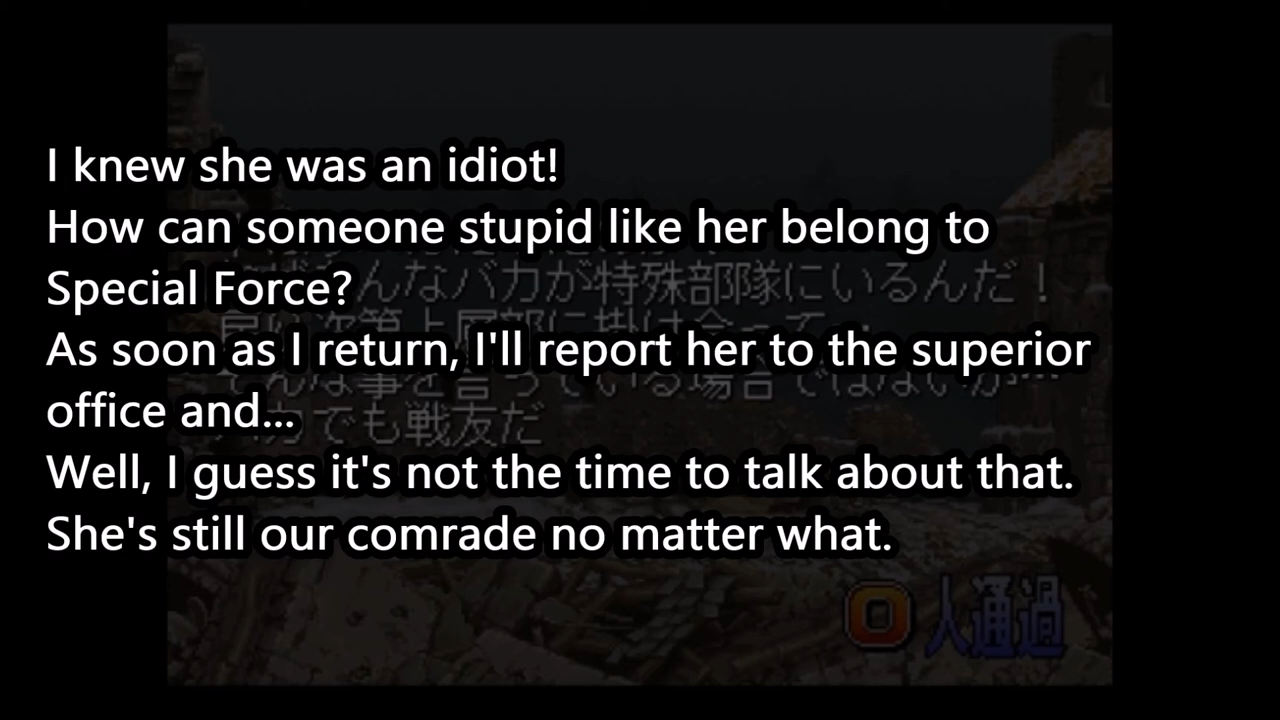 I knew she was an idiot!
How can someone stupid like her belong to
Special Force?
んなバカが特殊部隊にいるんだ！
As soon as I return, I'll report her to the superior
office and...
でも戦友だ
Well, I guess it's not the time to talk about that.
She's still our comrade no matter what.
0人通過